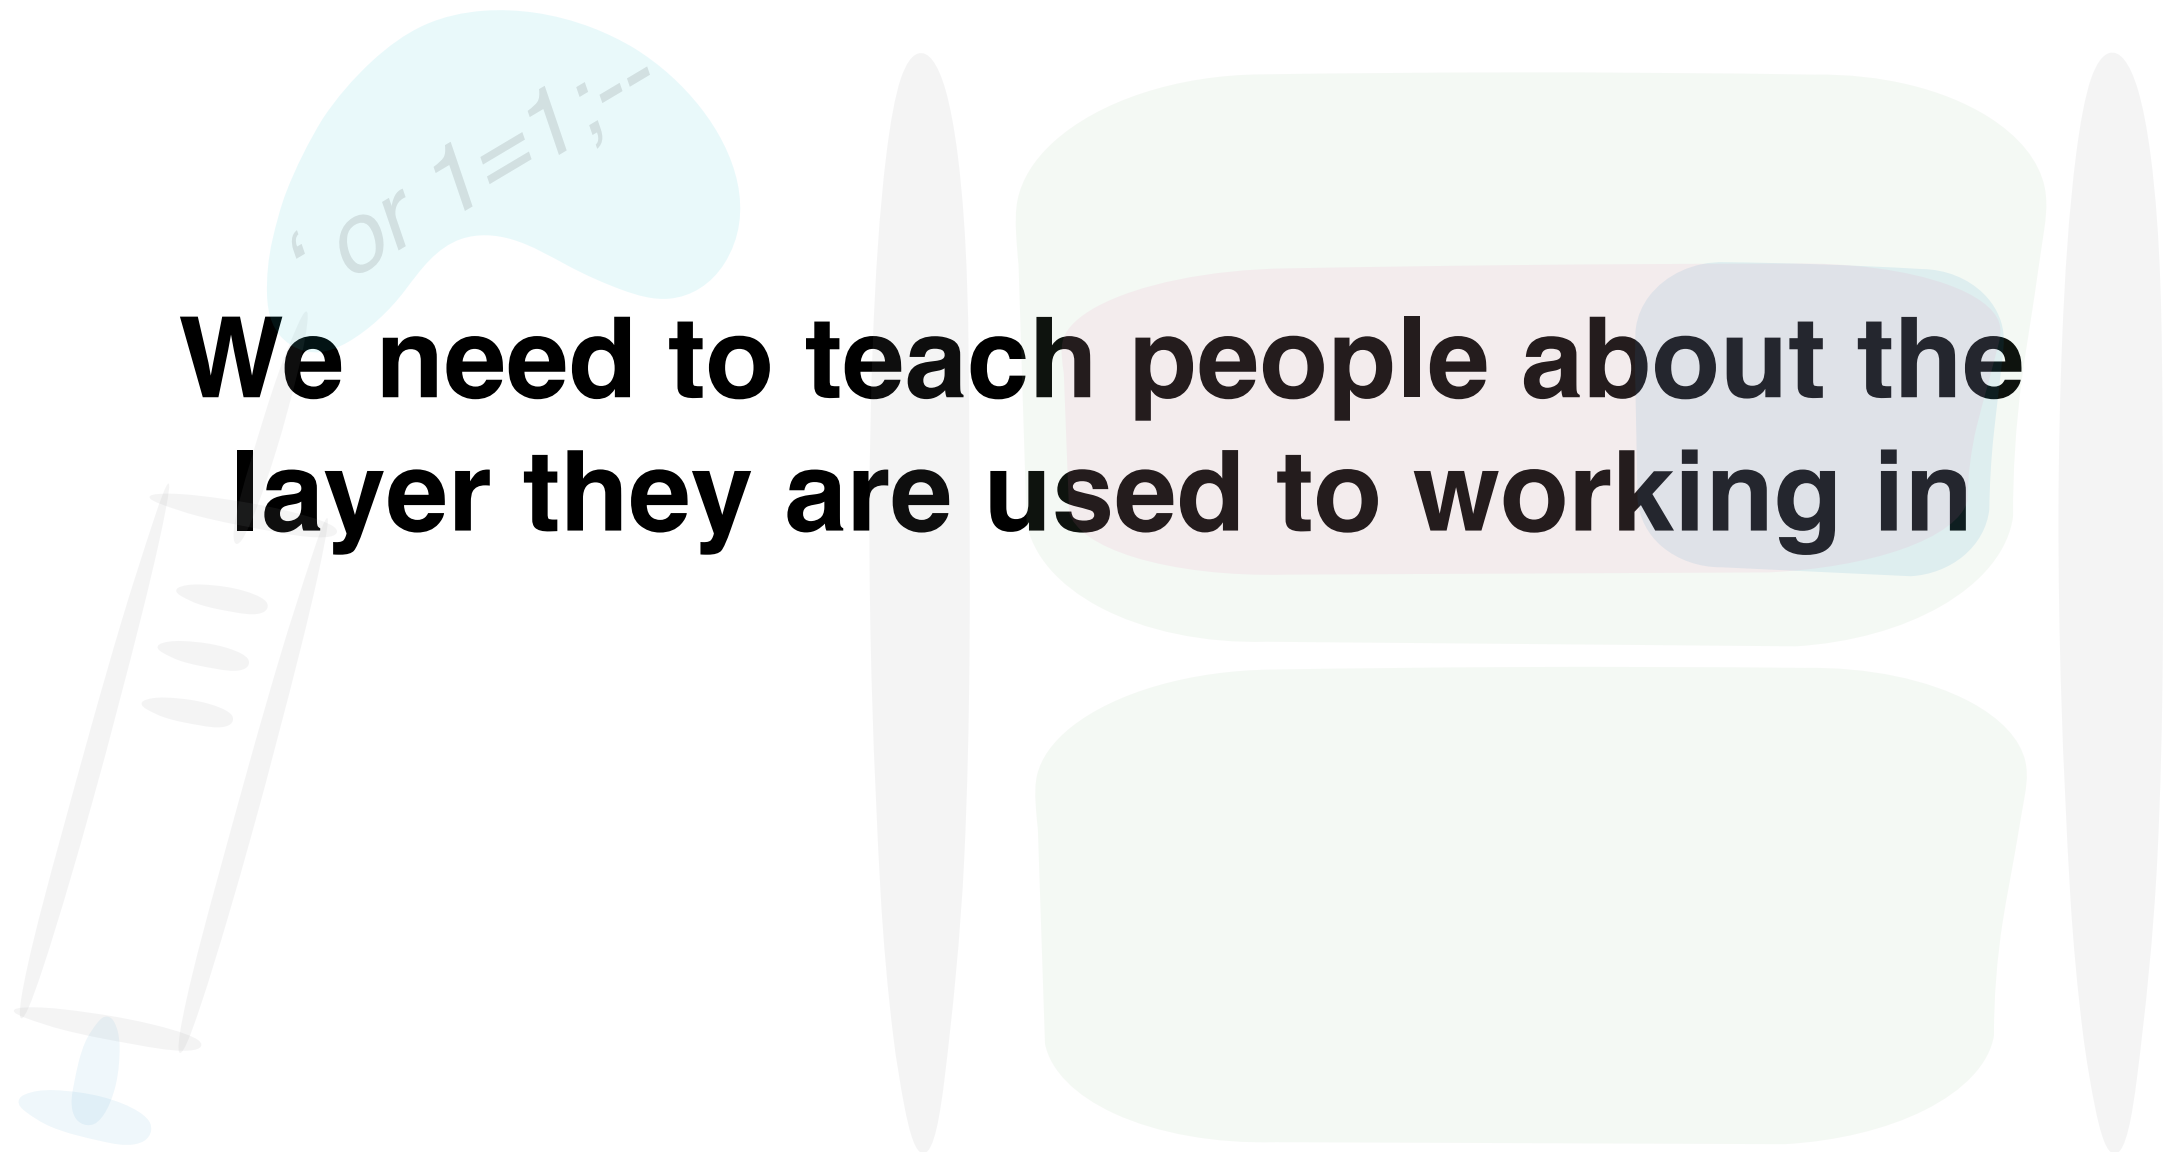 ‘ or 1=1;--
We need to teach people about the
layer they are used to working in